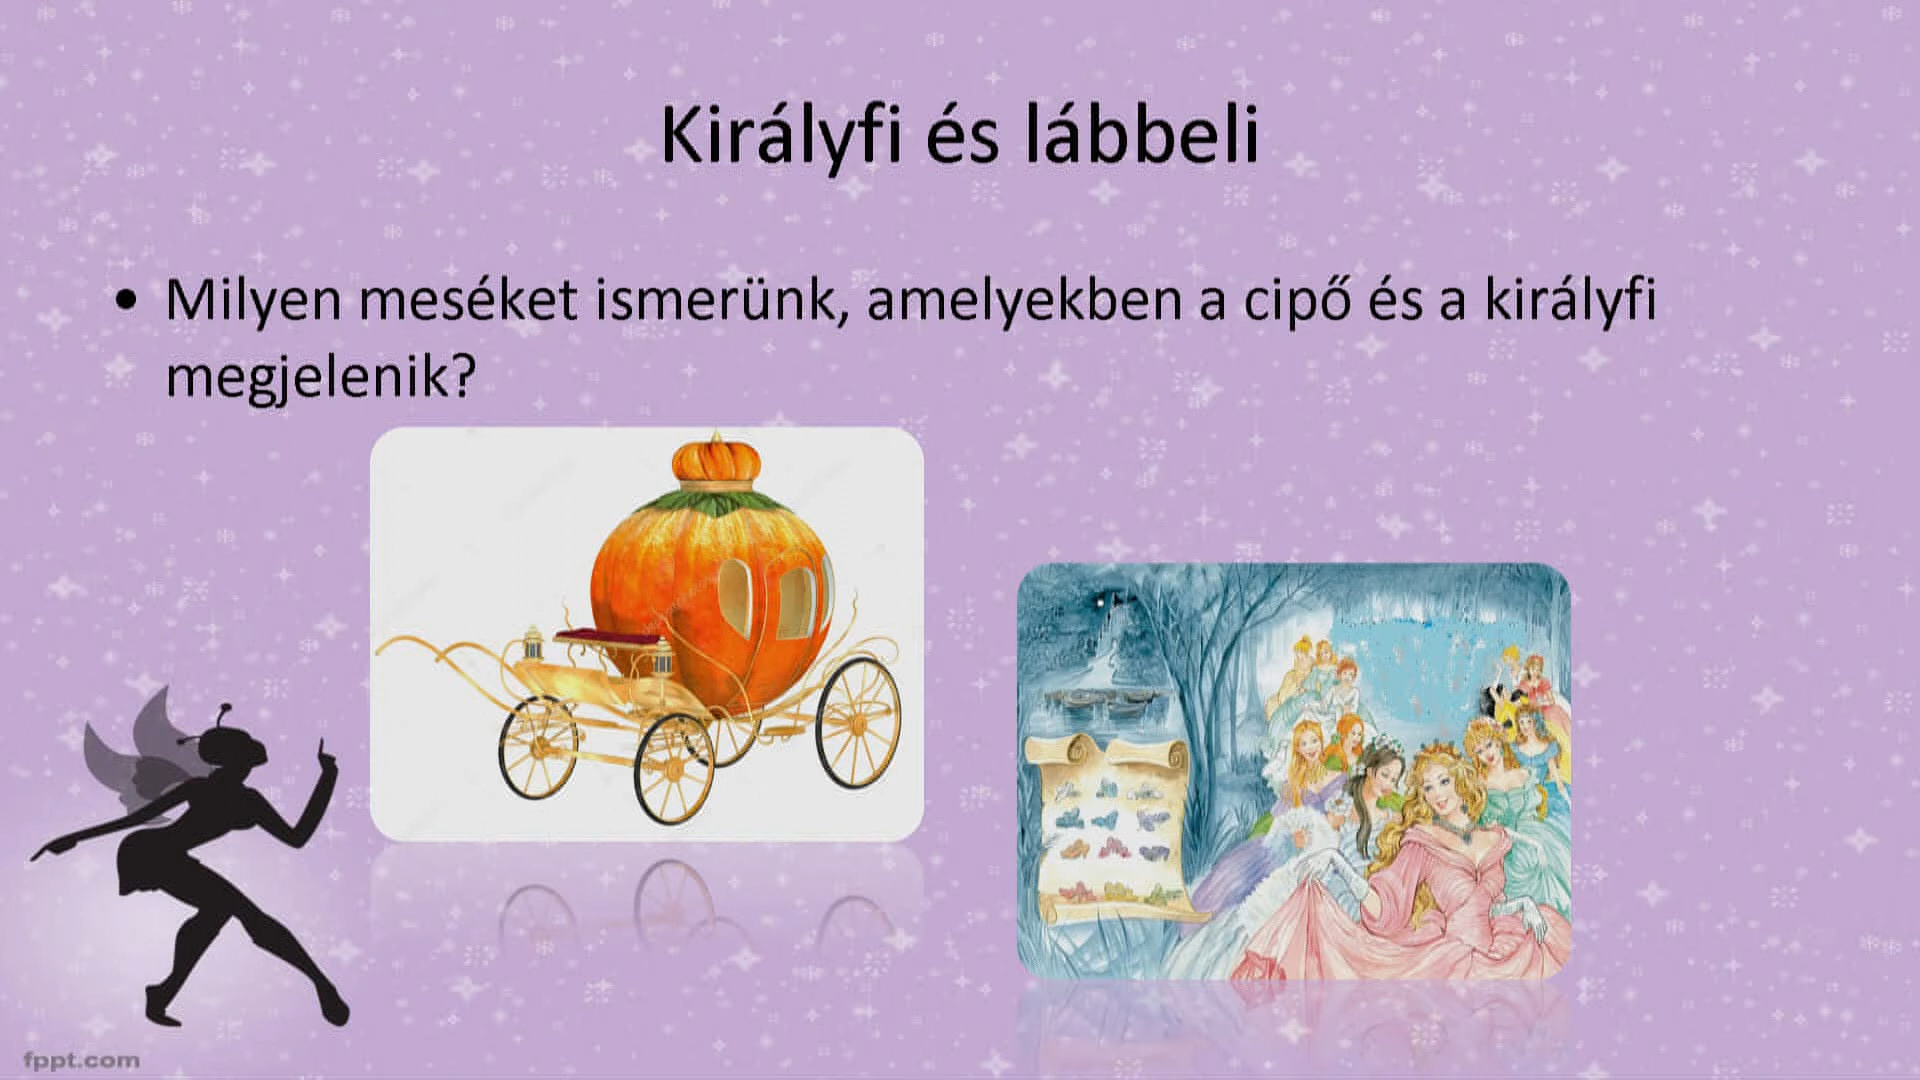 Királyfi és lábbeli
• Milyen meséket ismerünk, amelyekben a cipő és a királyfi
megjelenik?
fppt.com